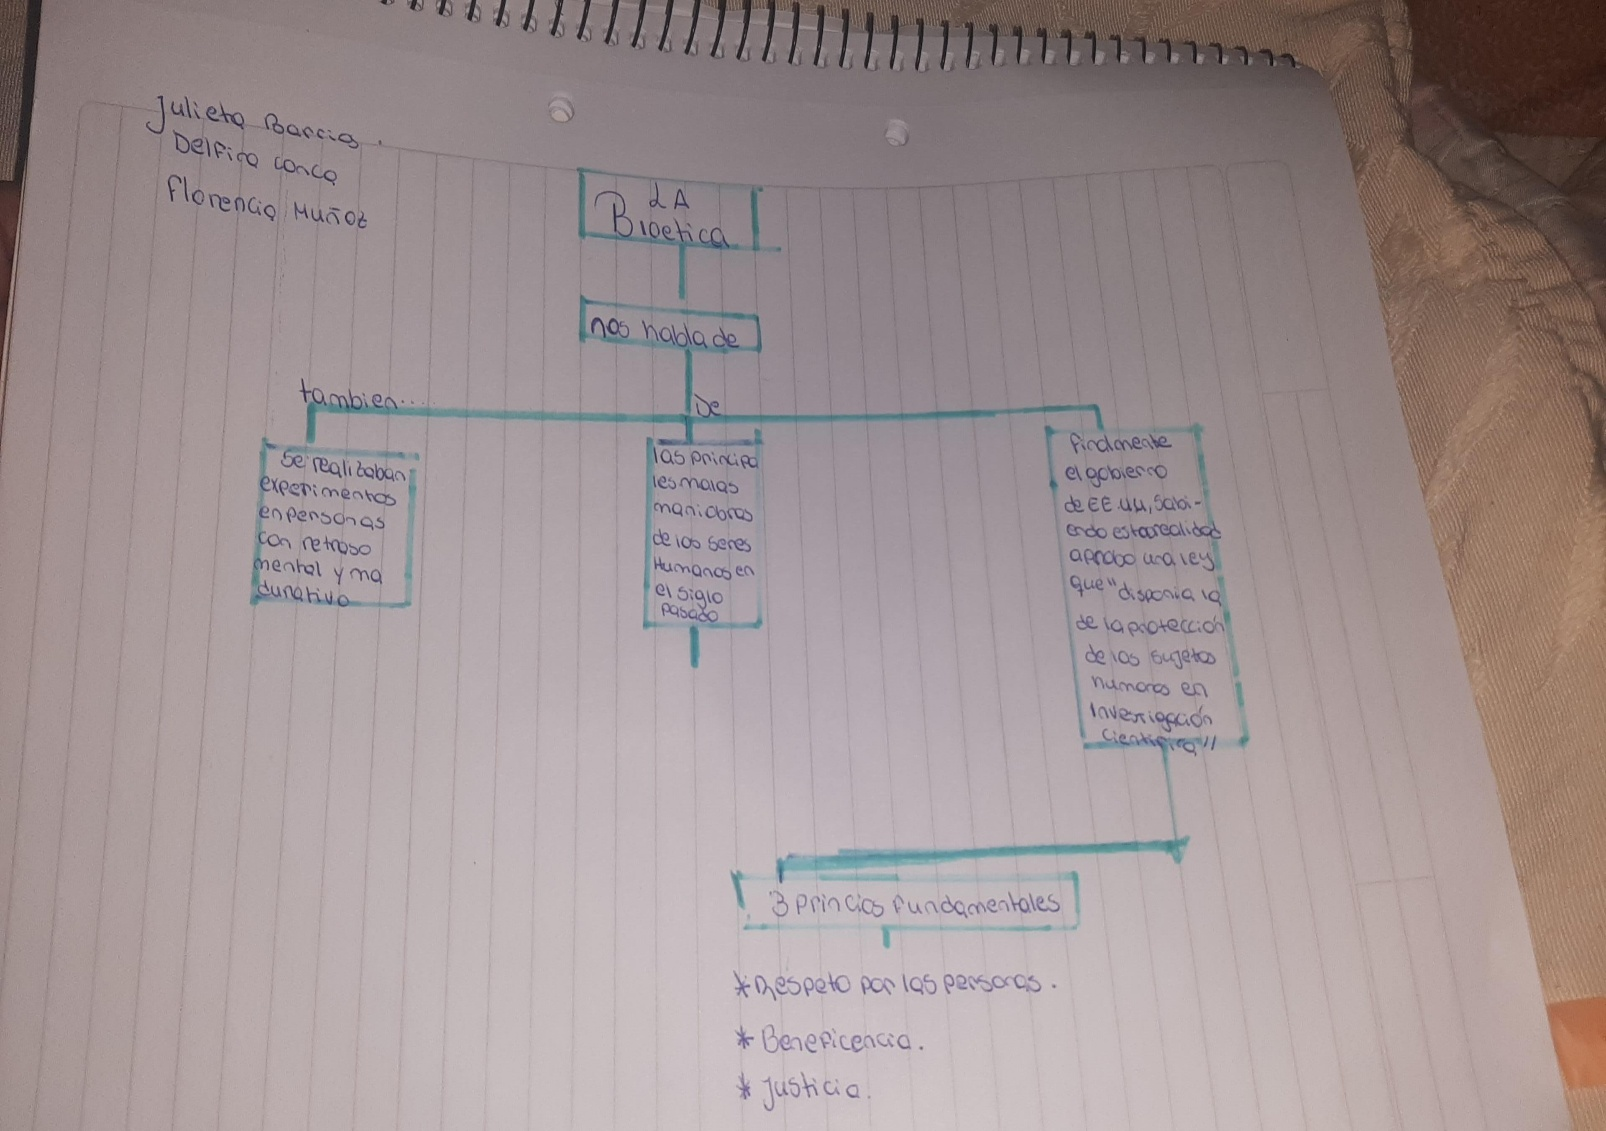 Julieta Barcia.
Delfina Conca
Florencia Muñoz
LA
Bioetica
nos habla de
tambien...
De
se realizaban
experimentos
en personas
con retraso
mental y ma
durativo
las principa
les malas
maniobras
de los seres
Humanos en
el siglo
pasado
finalmente
el gobierno
de EE.UU, sabi-
endo esta realidad
aprobo una ley
que "disponia la
de la protección
de los sujetos
humanos en
Investigación
Cientifica"
3 princios fundamentales
* Respeto por las personas.
* Beneficencia.
* Justicia.